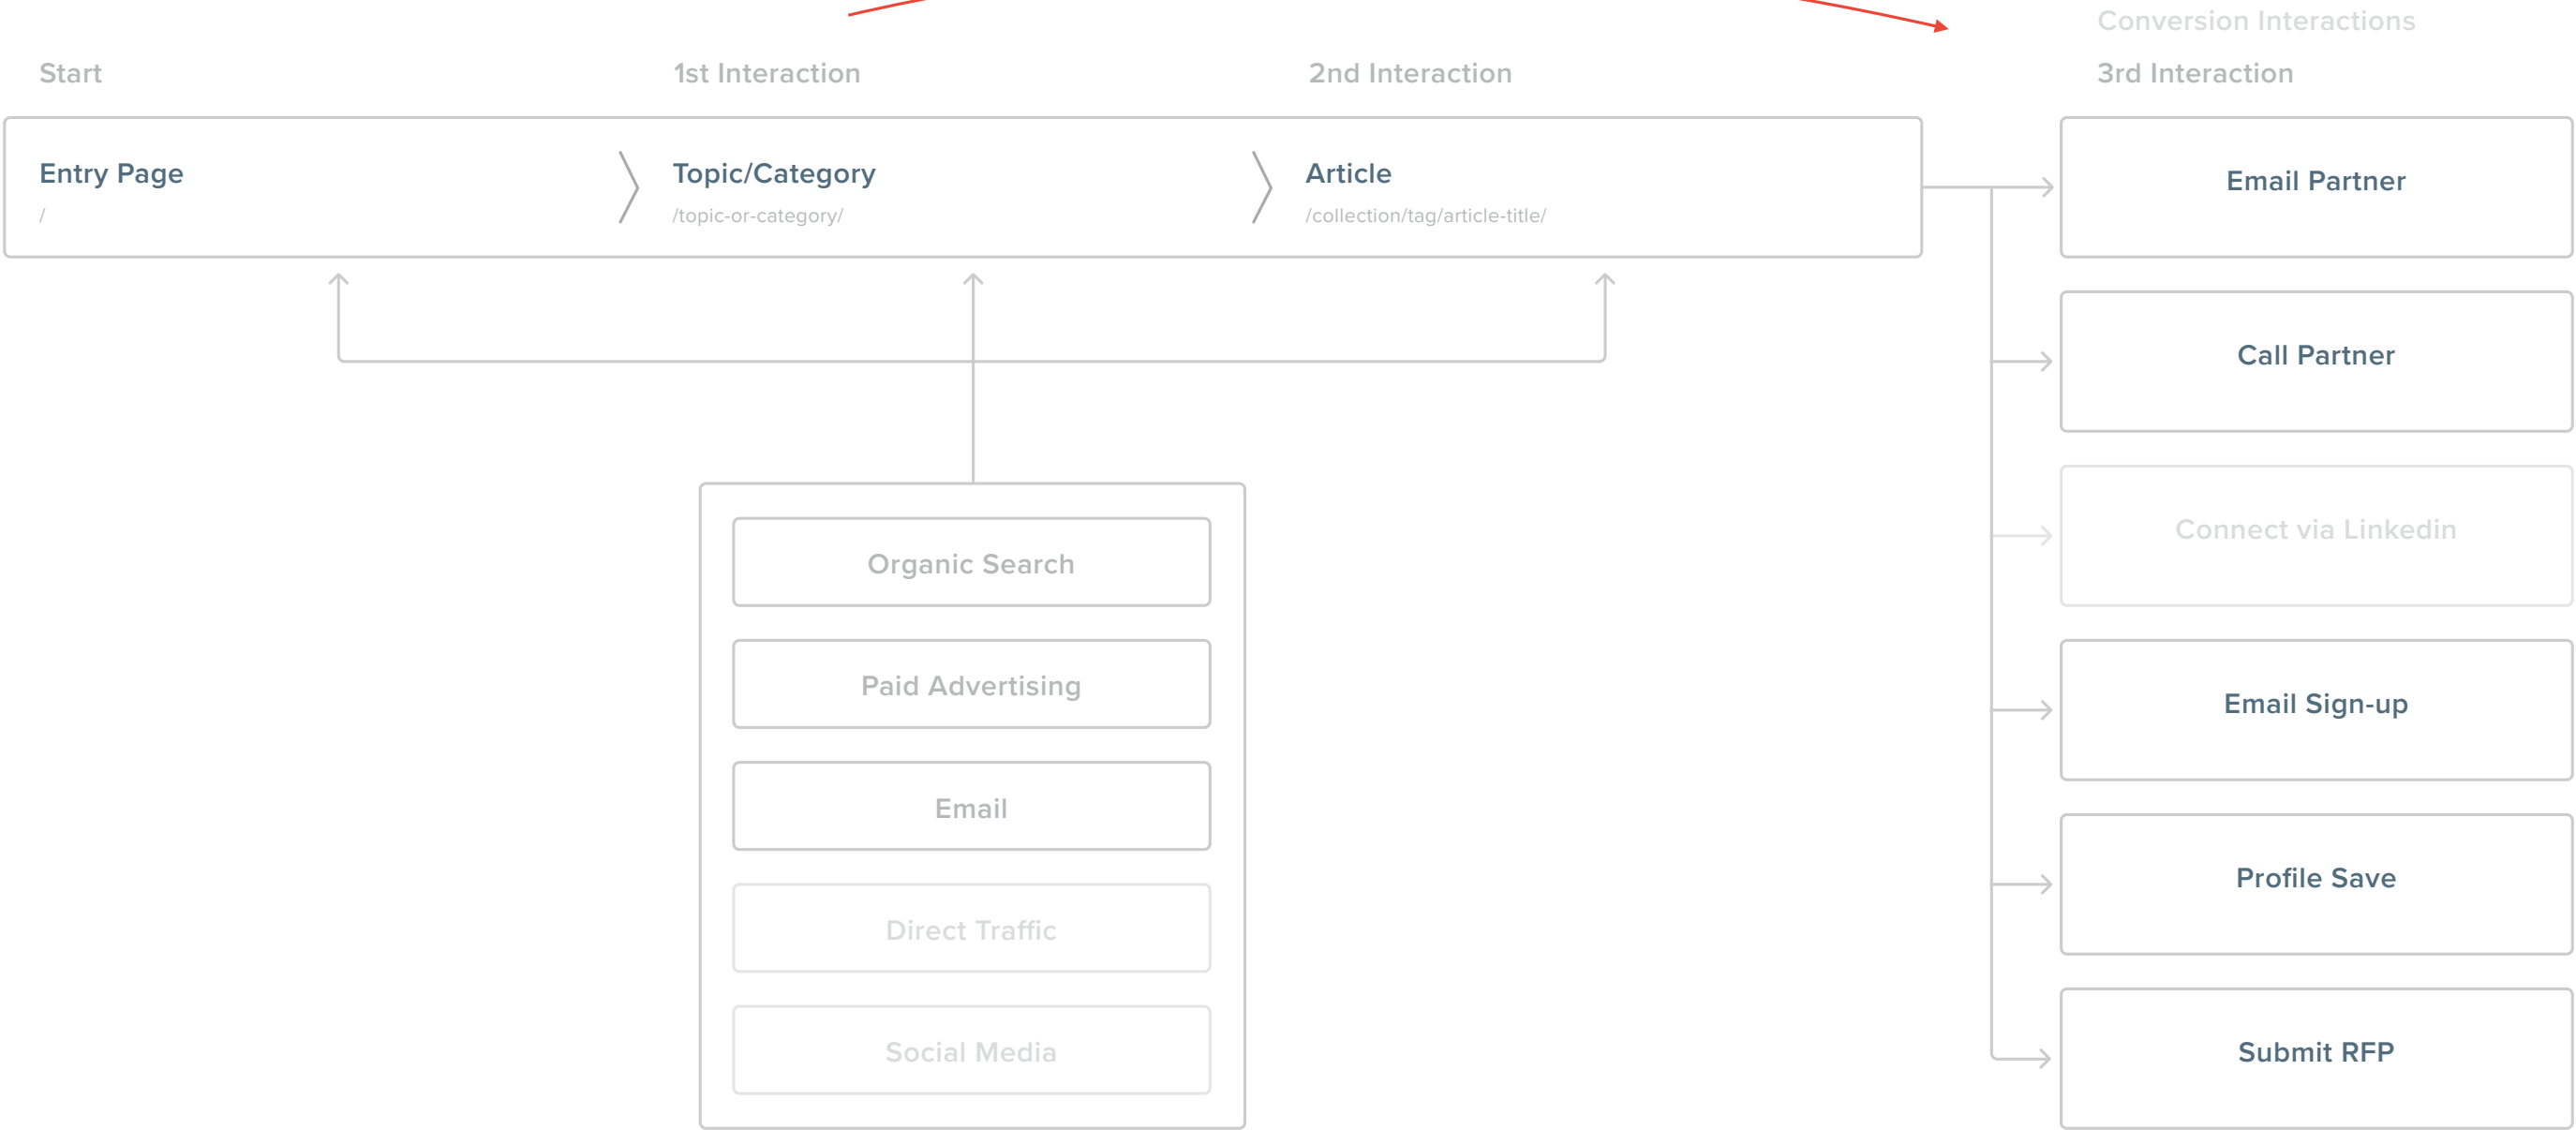 Conversion Interactions
Start
1st Interaction
2nd Interaction
3rd Interaction
Entry Page
/
Topic/Category
/topic-or-category/
Article
/collection/tag/article-title/
Organic Search
Paid Advertising
Email
Direct Traffic
Social Media
Email Partner
Call Partner
Connect via Linkedin
Email Sign-up
Profile Save
Submit RFP